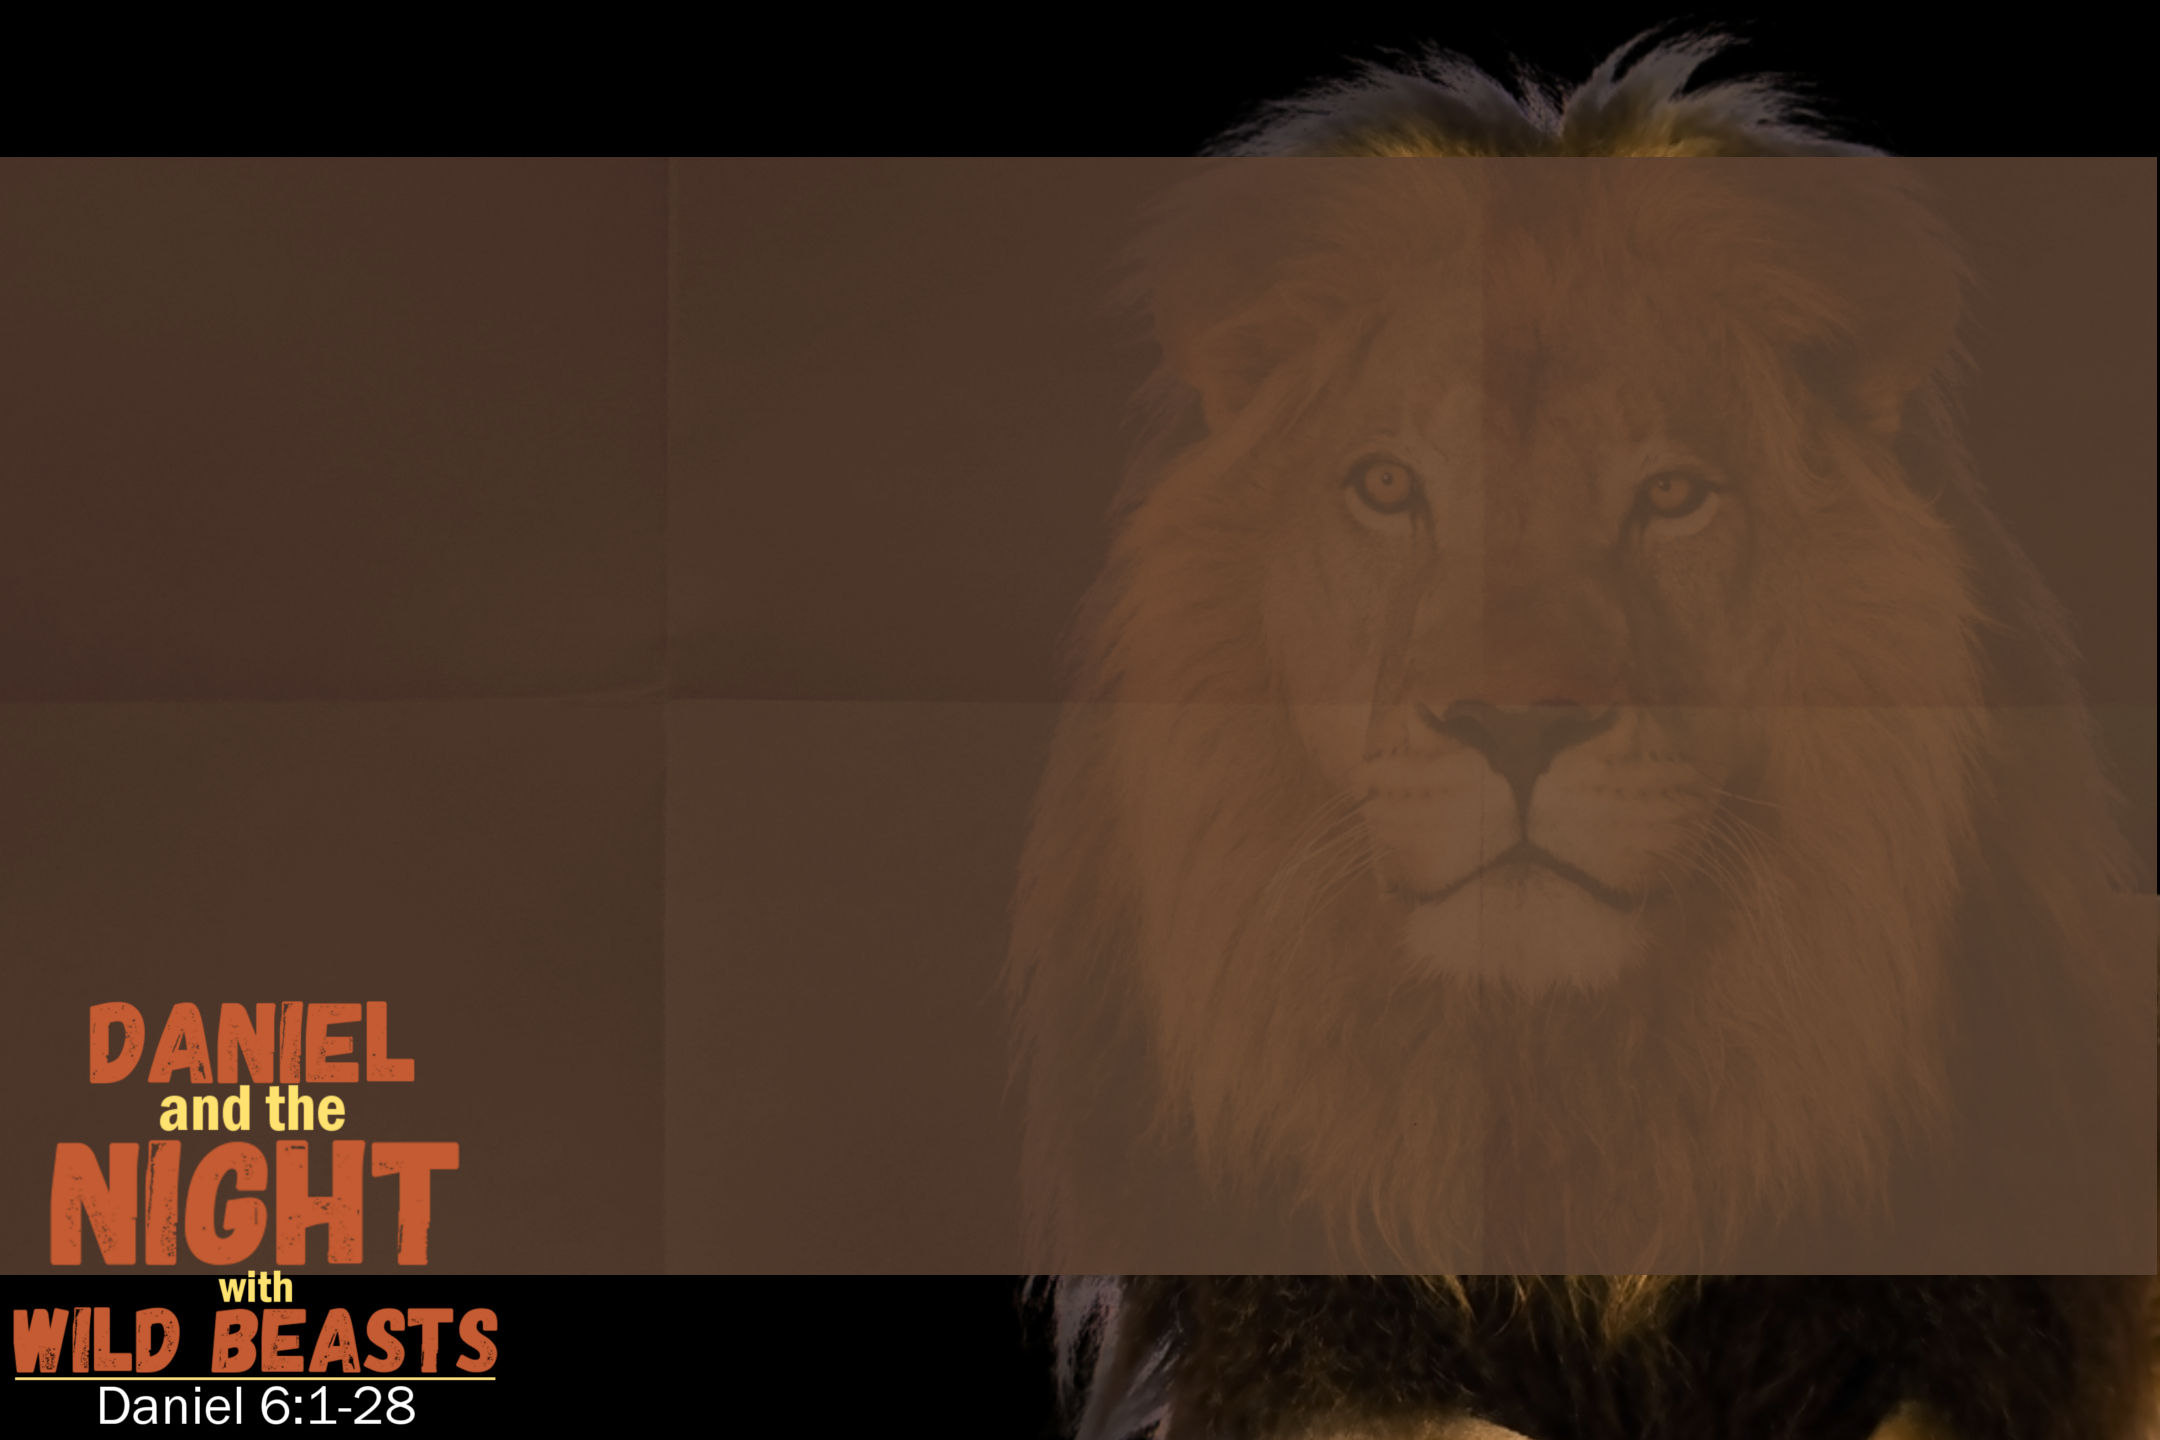 DANIEL
and the
NIGHT
with
WILD BEASTS
Daniel 6:1-28